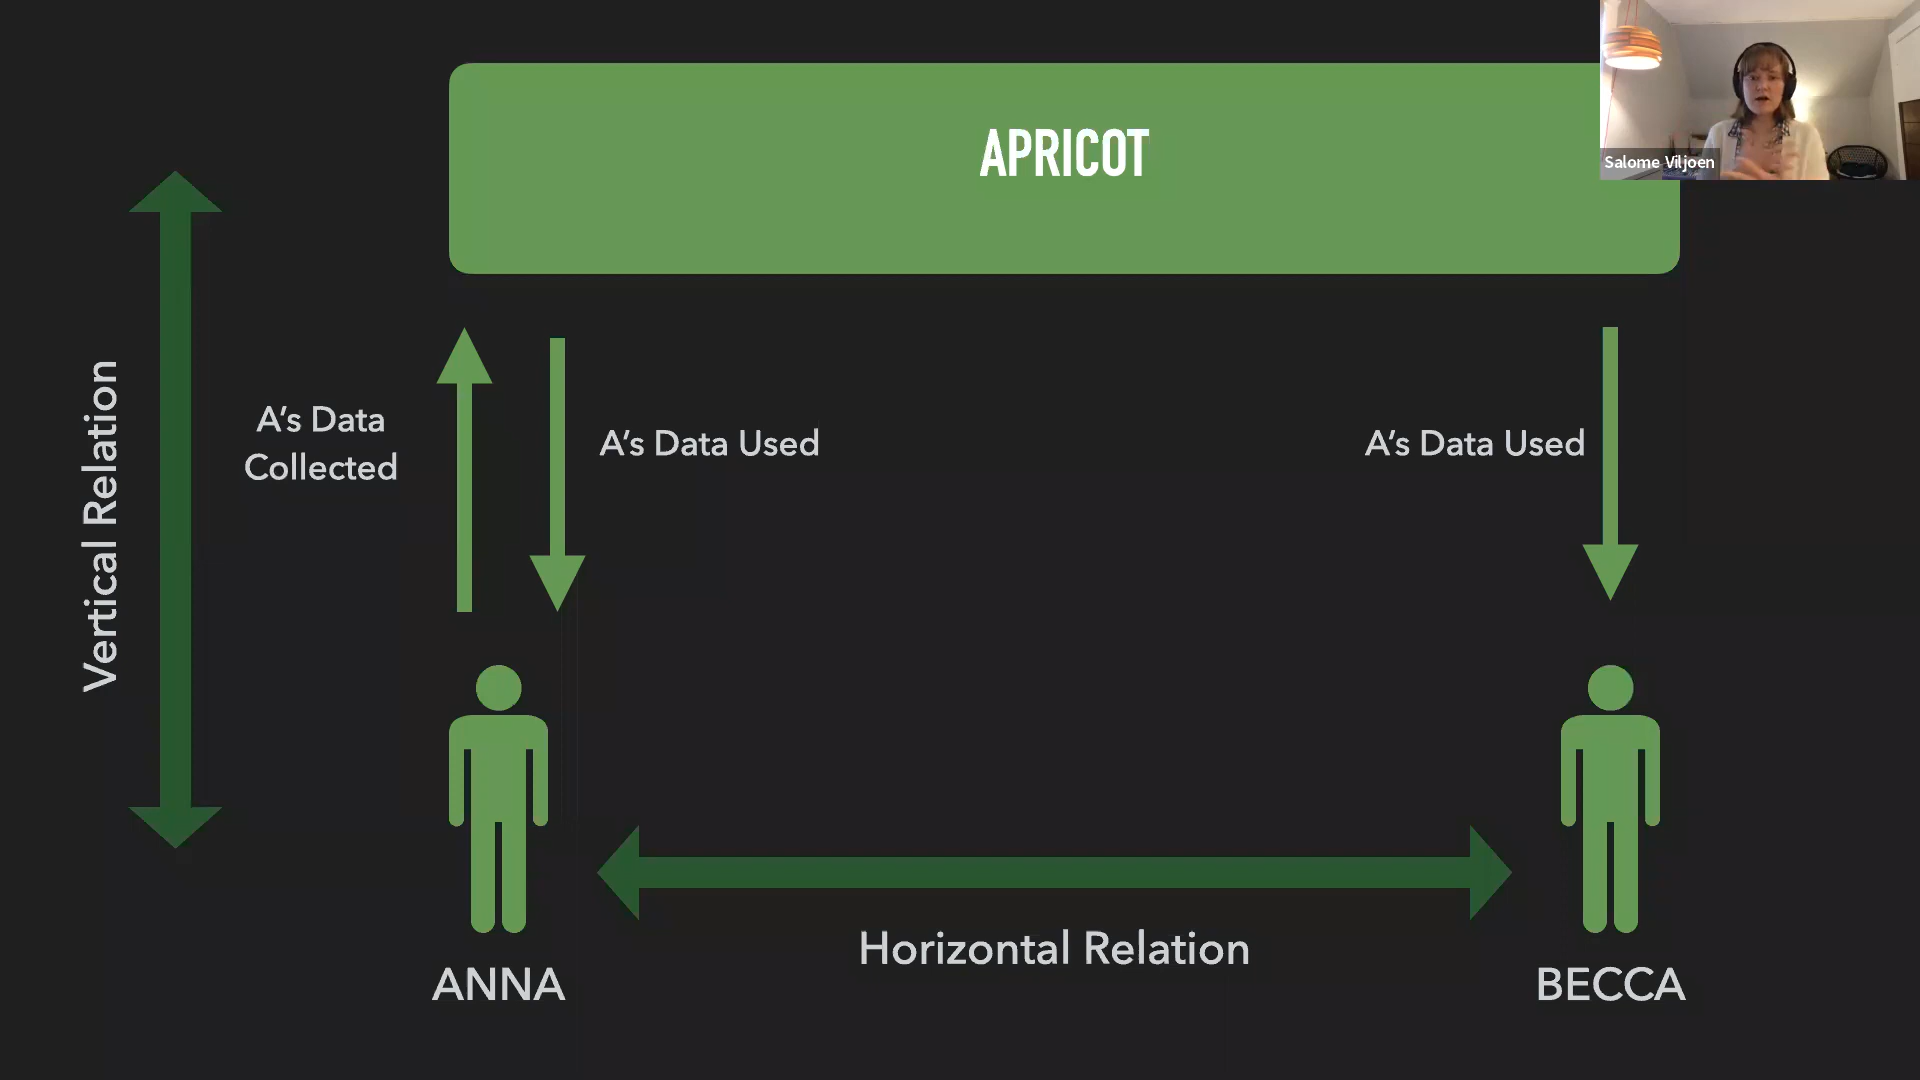 APRICOT
Salome Viljoen
Vertical Relation
A's Data
Collected
A's Data Used
A's Data Used
Horizontal Relation
ANNA
BECCA